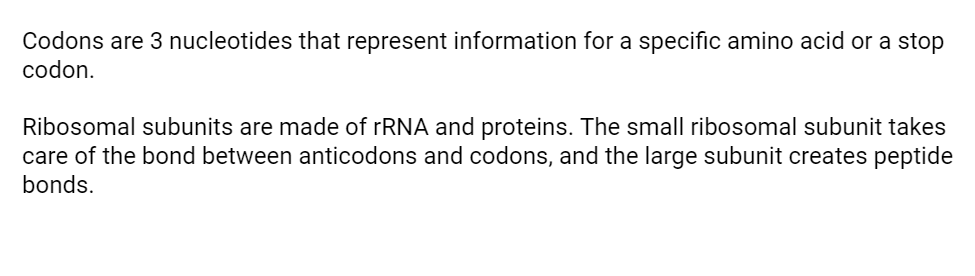 Codons are 3 nucleotides that represent information for a specific amino acid or a stop
codon.
Ribosomal subunits are made of rRNA and proteins. The small ribosomal subunit takes
care of the bond between anticodons and codons, and the large subunit creates peptide
bonds.